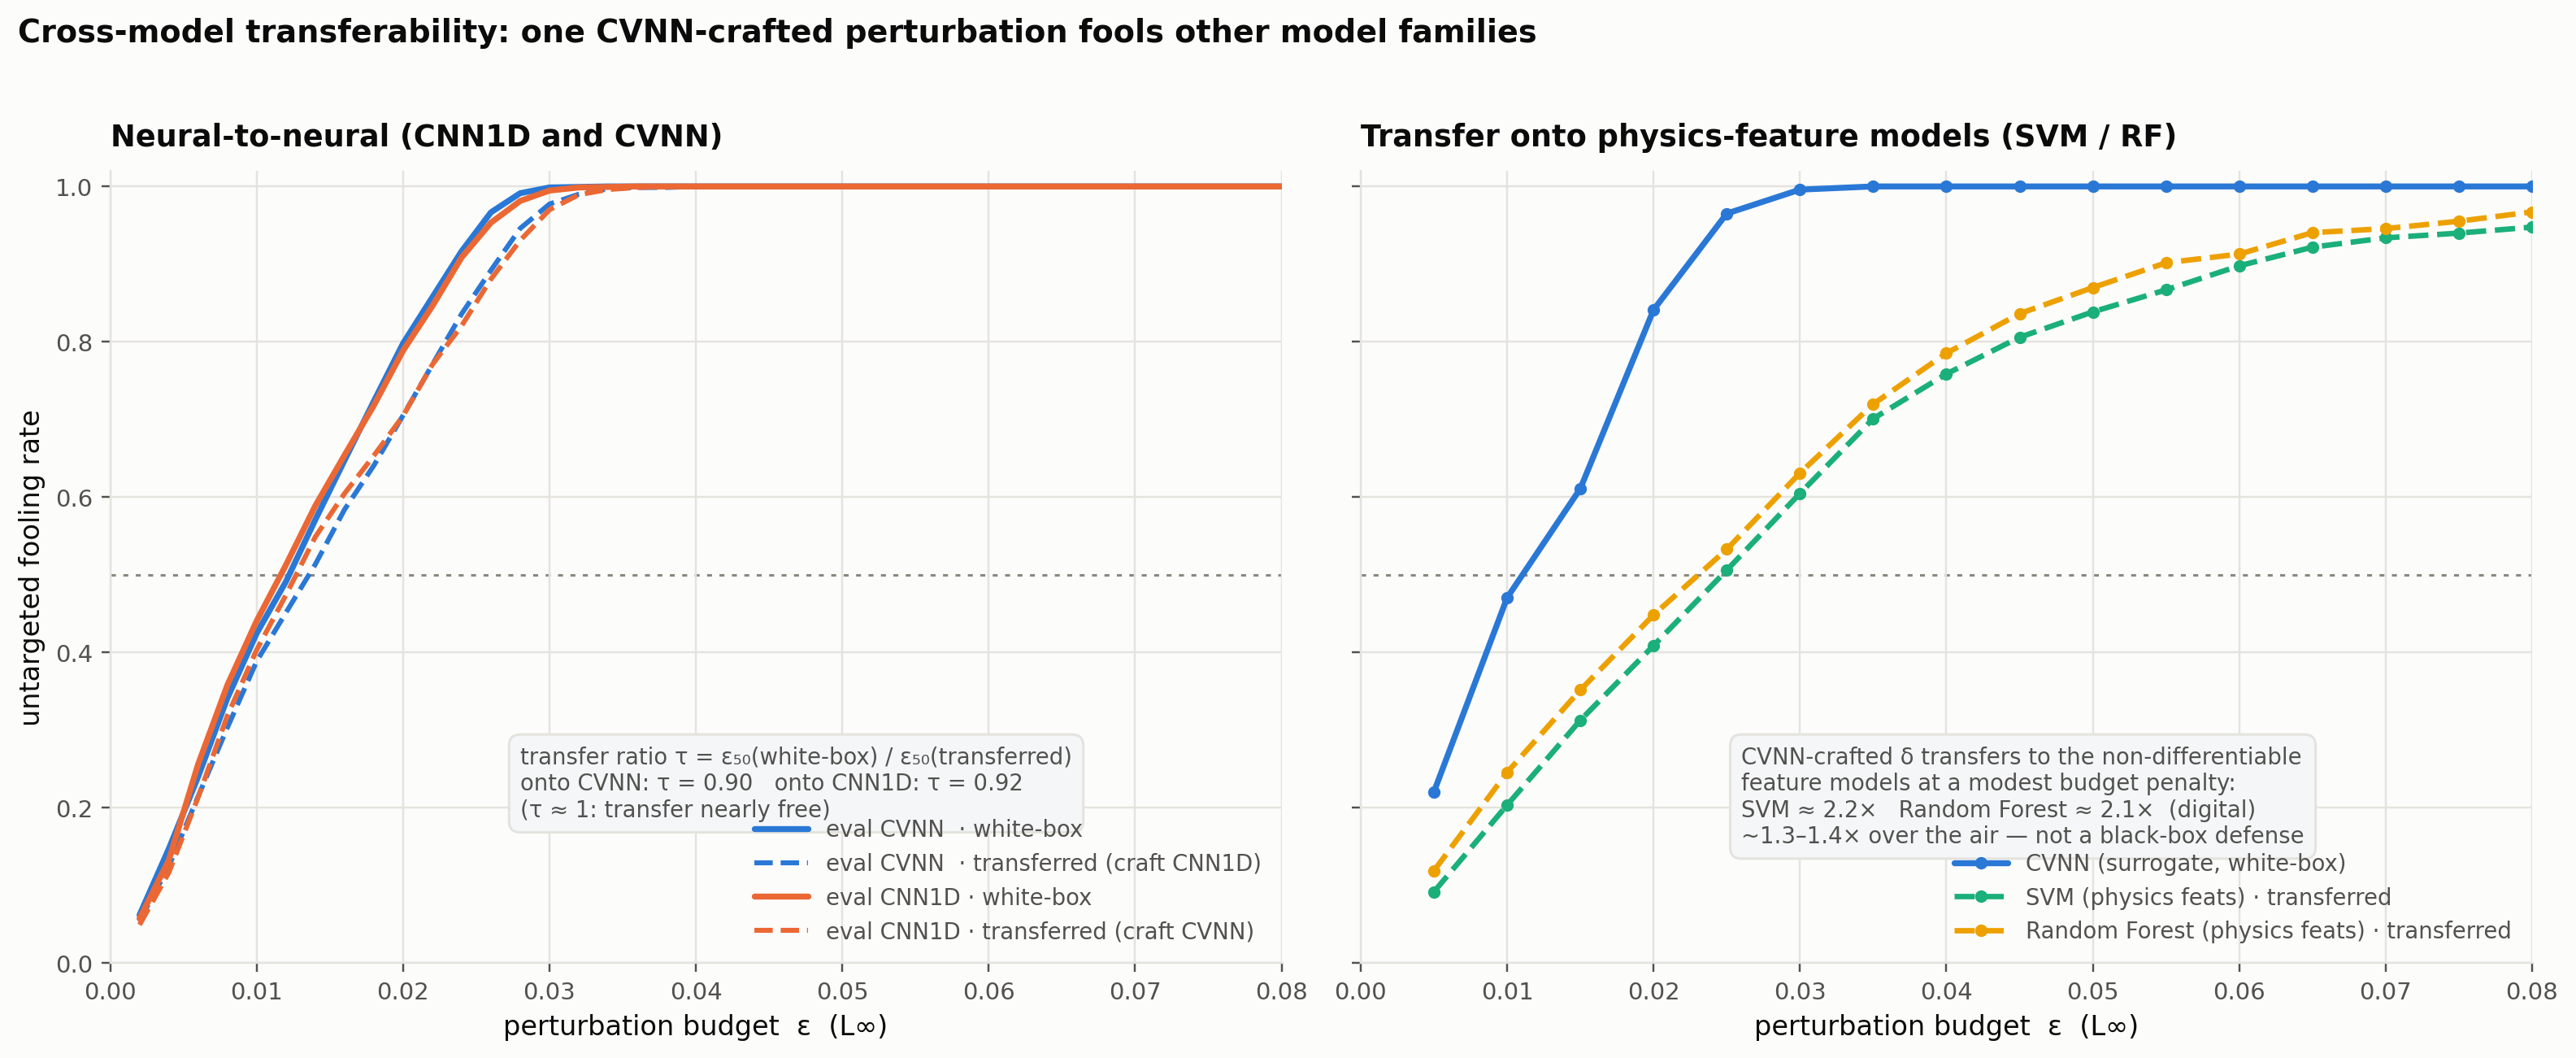 Cross-model transferability: one CVNN-crafted perturbation fools other model families
Neural-to-neural (CNN1D and CVNN)
untargeted fooling rate
1.0
0.8
0.6
0.4
0.2
0.0
transfer ratio τ = ε₅₀(white-box) / ε₅₀(transferred)
onto CVNN: τ = 0.90   onto CNN1D: τ = 0.92
(τ ≈ 1: transfer nearly free)
eval CVNN  · white-box
eval CVNN  · transferred (craft CNN1D)
eval CNN1D · white-box
eval CNN1D · transferred (craft CVNN)
0.00 0.01 0.02 0.03 0.04 0.05 0.06 0.07 0.08
perturbation budget  ε  (L∞)
Transfer onto physics-feature models (SVM / RF)
CVNN-crafted δ transfers to the non-differentiable
feature models at a modest budget penalty:
SVM ≈ 2.2×   Random Forest ≈ 2.1×  (digital)
~1.3–1.4× over the air — not a black-box defense
CVNN (surrogate, white-box)
SVM (physics feats) · transferred
Random Forest (physics feats) · transferred
0.00 0.01 0.02 0.03 0.04 0.05 0.06 0.07 0.08
perturbation budget  ε  (L∞)